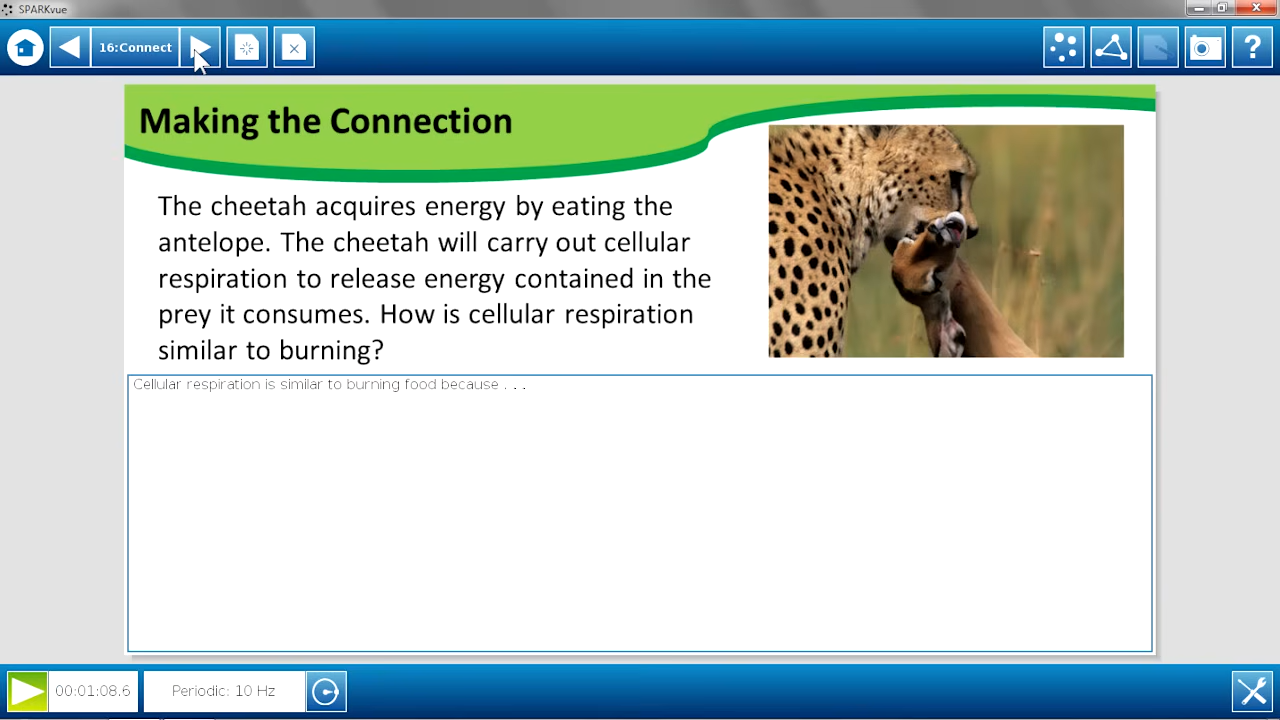 SPARKvue
16:Connect
?
Making the Connection
The cheetah acquires energy by eating the
antelope. The cheetah will carry out cellular
respiration to release energy contained in the
prey it consumes. How is cellular respiration
similar to burning?
Cellular respiration is similar to burning food because . . .
00:01:08.6
Periodic: 10 Hz